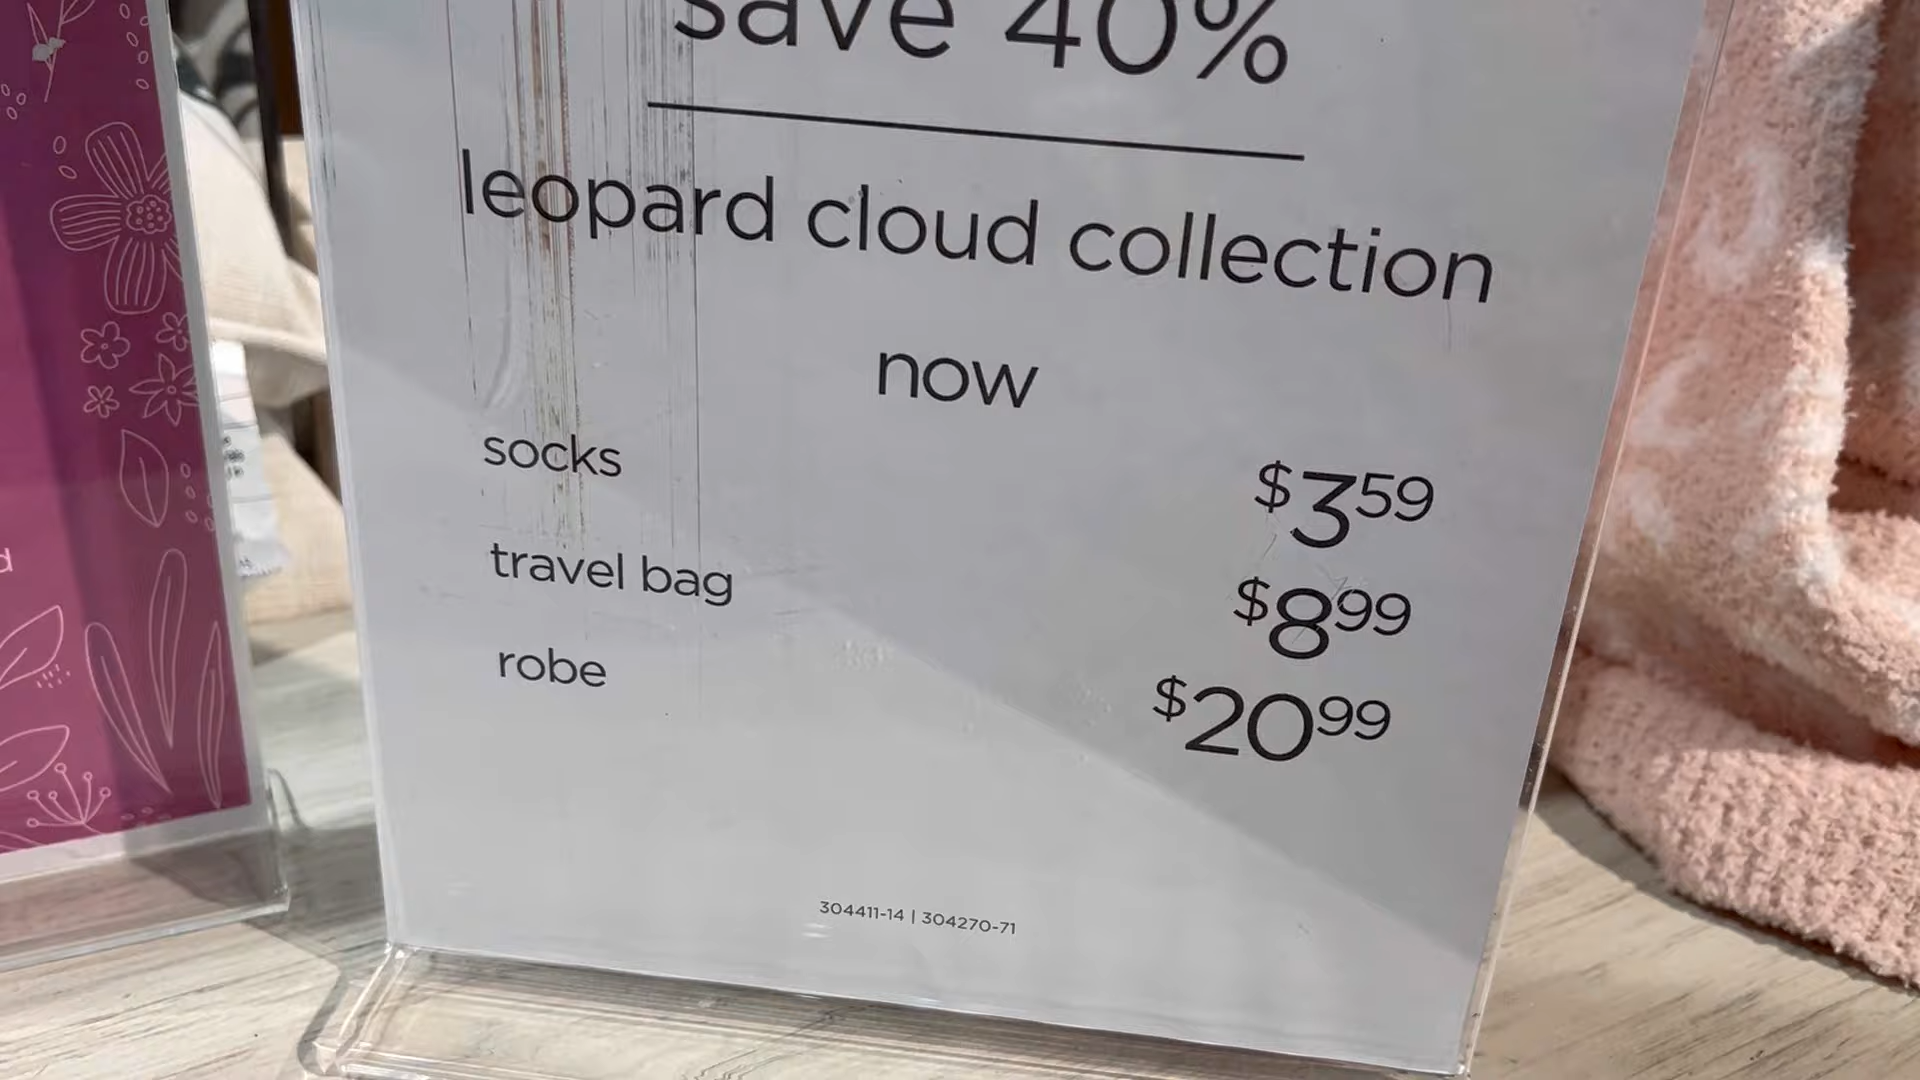 save 40%
leopard cloud collection
now
socks $3.59
travel bag $8.99
robe $20.99
304411-14 | 304270-71